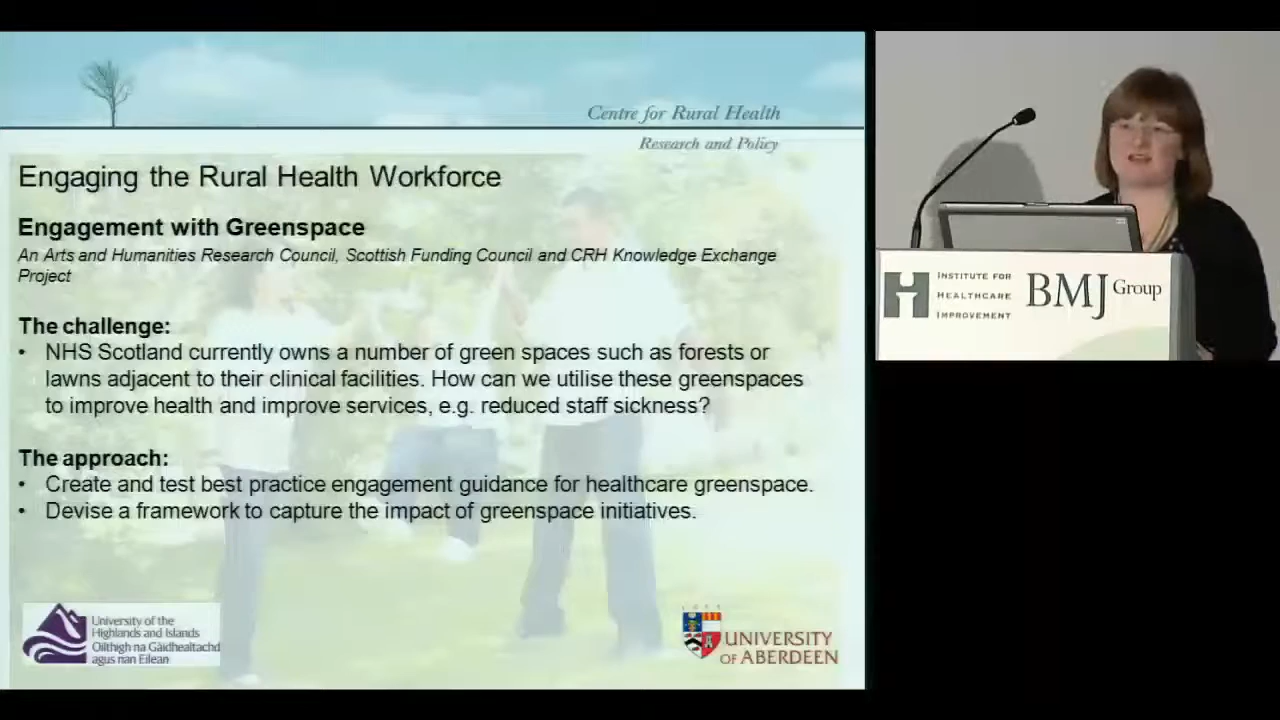 Centre for Rural Health
Research and Policy
Engaging the Rural Health Workforce
Engagement with Greenspace
An Arts and Humanities Research Council, Scottish Funding Council and CRH Knowledge Exchange
Project
The challenge:
• NHS Scotland currently owns a number of green spaces such as forests or
lawns adjacent to their clinical facilities. How can we utilise these greenspaces
to improve health and improve services, e.g. reduced staff sickness?
The approach:
• Create and test best practice engagement guidance for healthcare greenspace.
• Devise a framework to capture the impact of greenspace initiatives.
University of the
Highlands and Islands
Oilthigh na Gàidhealtachd
agus nan Eilean
UNIVERSITY
OF ABERDEEN
INSTITUTE FOR
HEALTHCARE
IMPROVEMENT
BMJ Group